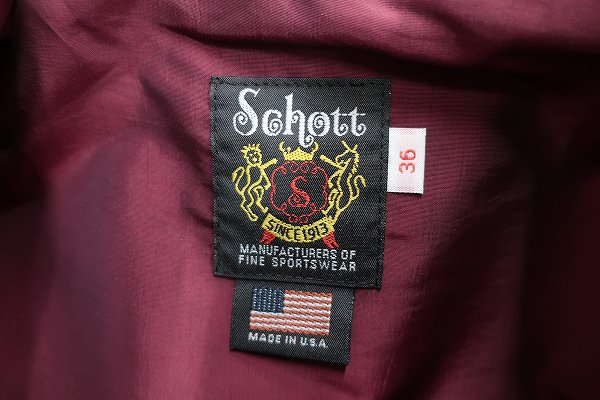 Schott
36
S
SINCE 1913
MANUFACTURERS OF
FINE SPORTSWEAR
MADE IN U.S.A.